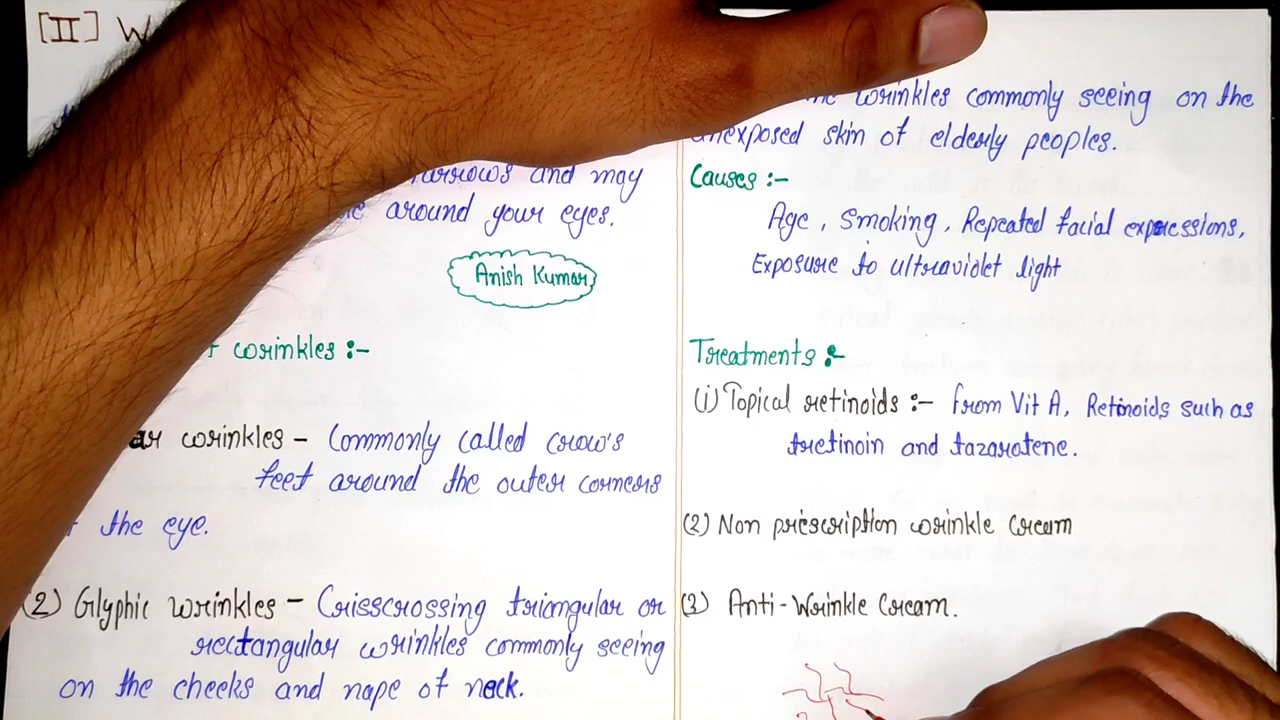 [II] W
furrows and may
around your eyes.
Anish Kumar
wrinkles :-
ar wrinkles - Commonly called crow's
feet around the outer corners
the eye.
(2) Glyphic wrinkles - Crisscrossing triangular or
rectangular wrinkles commonly seeing
on the cheeks and nape of neck.
wrinkles commonly seeing on the
unexposed skin of elderly peoples.
Causes :-
Age, Smoking, Repeated facial expressions,
Exposure to ultraviolet light
Treatments :-
(i) Topical retinoids :- from Vit A, Retinoids such as
tretinoin and tazarotene.
(2) Non prescription wrinkle cream
(3) Anti-Wrinkle Cream.